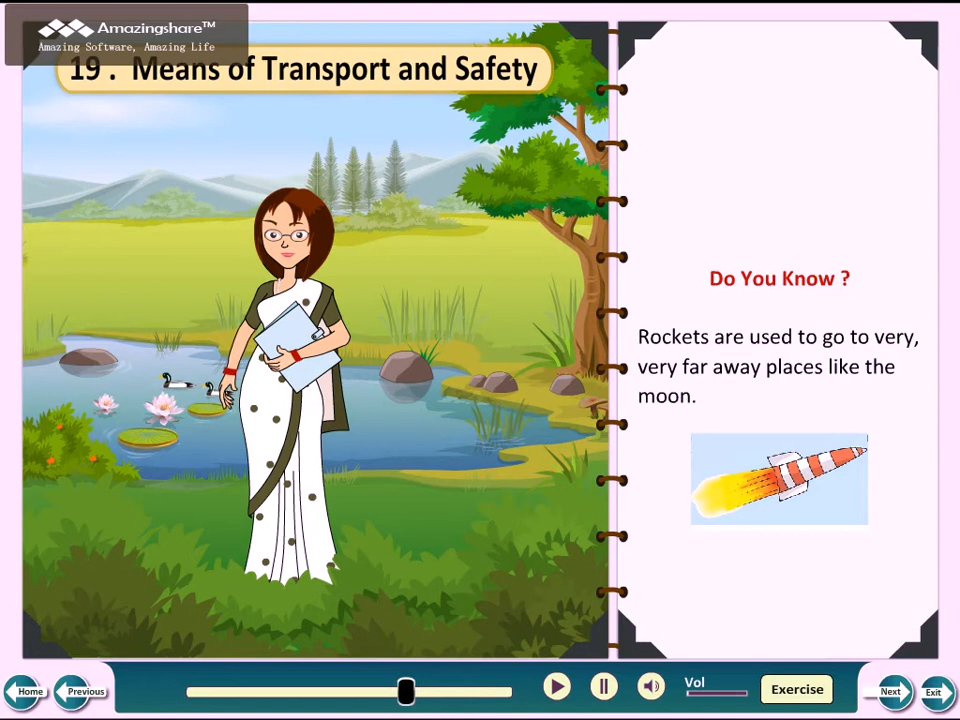 Amazingshare™
Amazing Software, Amazing Life
19 . Means of Transport and Safety
Do You Know ?
Rockets are used to go to very,
very far away places like the
moon.
Home
Previous
Vol
Exercise
Next
Exit